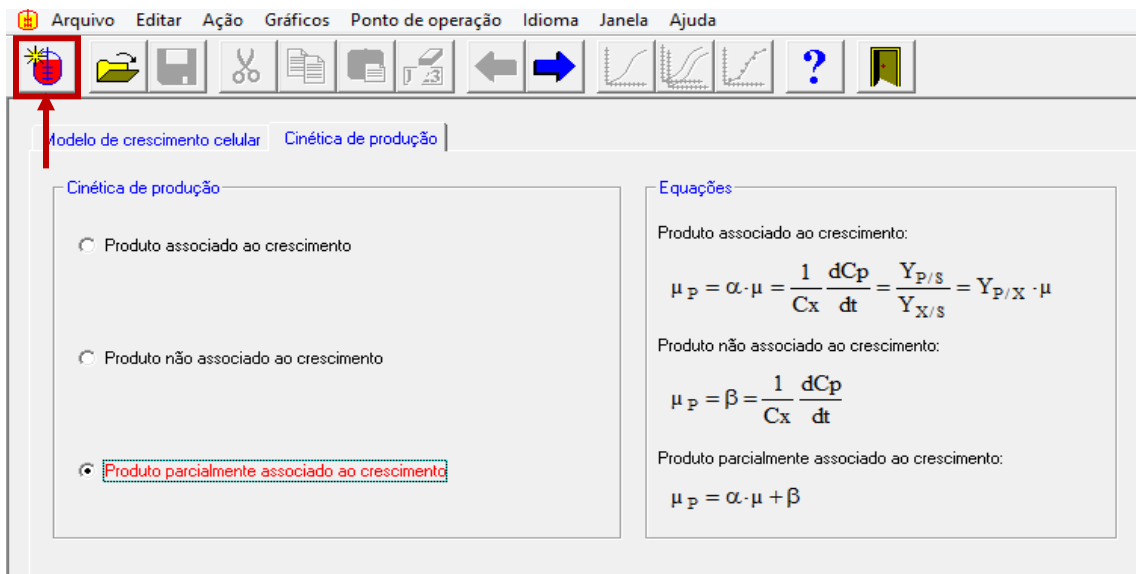 Arquivo Editar Ação Gráficos Ponto de operação Idioma Janela Ajuda
Modelo de crescimento celular Cinética de produção
Cinética de produção
Produto associado ao crescimento
Produto não associado ao crescimento
Produto parcialmente associado ao crescimento
Equações
Produto associado ao crescimento:
μ P = α·μ = 1/Cx dCp/dt = Y P/S / Y X/S = Y P/X ·μ
Produto não associado ao crescimento:
μ P = β = 1/Cx dCp/dt
Produto parcialmente associado ao crescimento:
μ P = α·μ + β